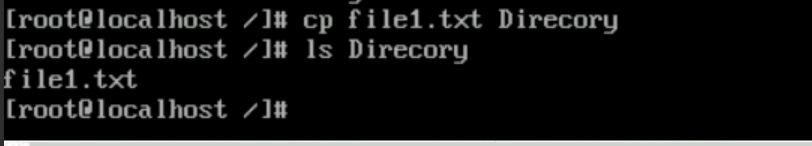 [root@localhost /]# cp file1.txt Direcory
[root@localhost /]# ls Direcory
file1.txt
[root@localhost /]#